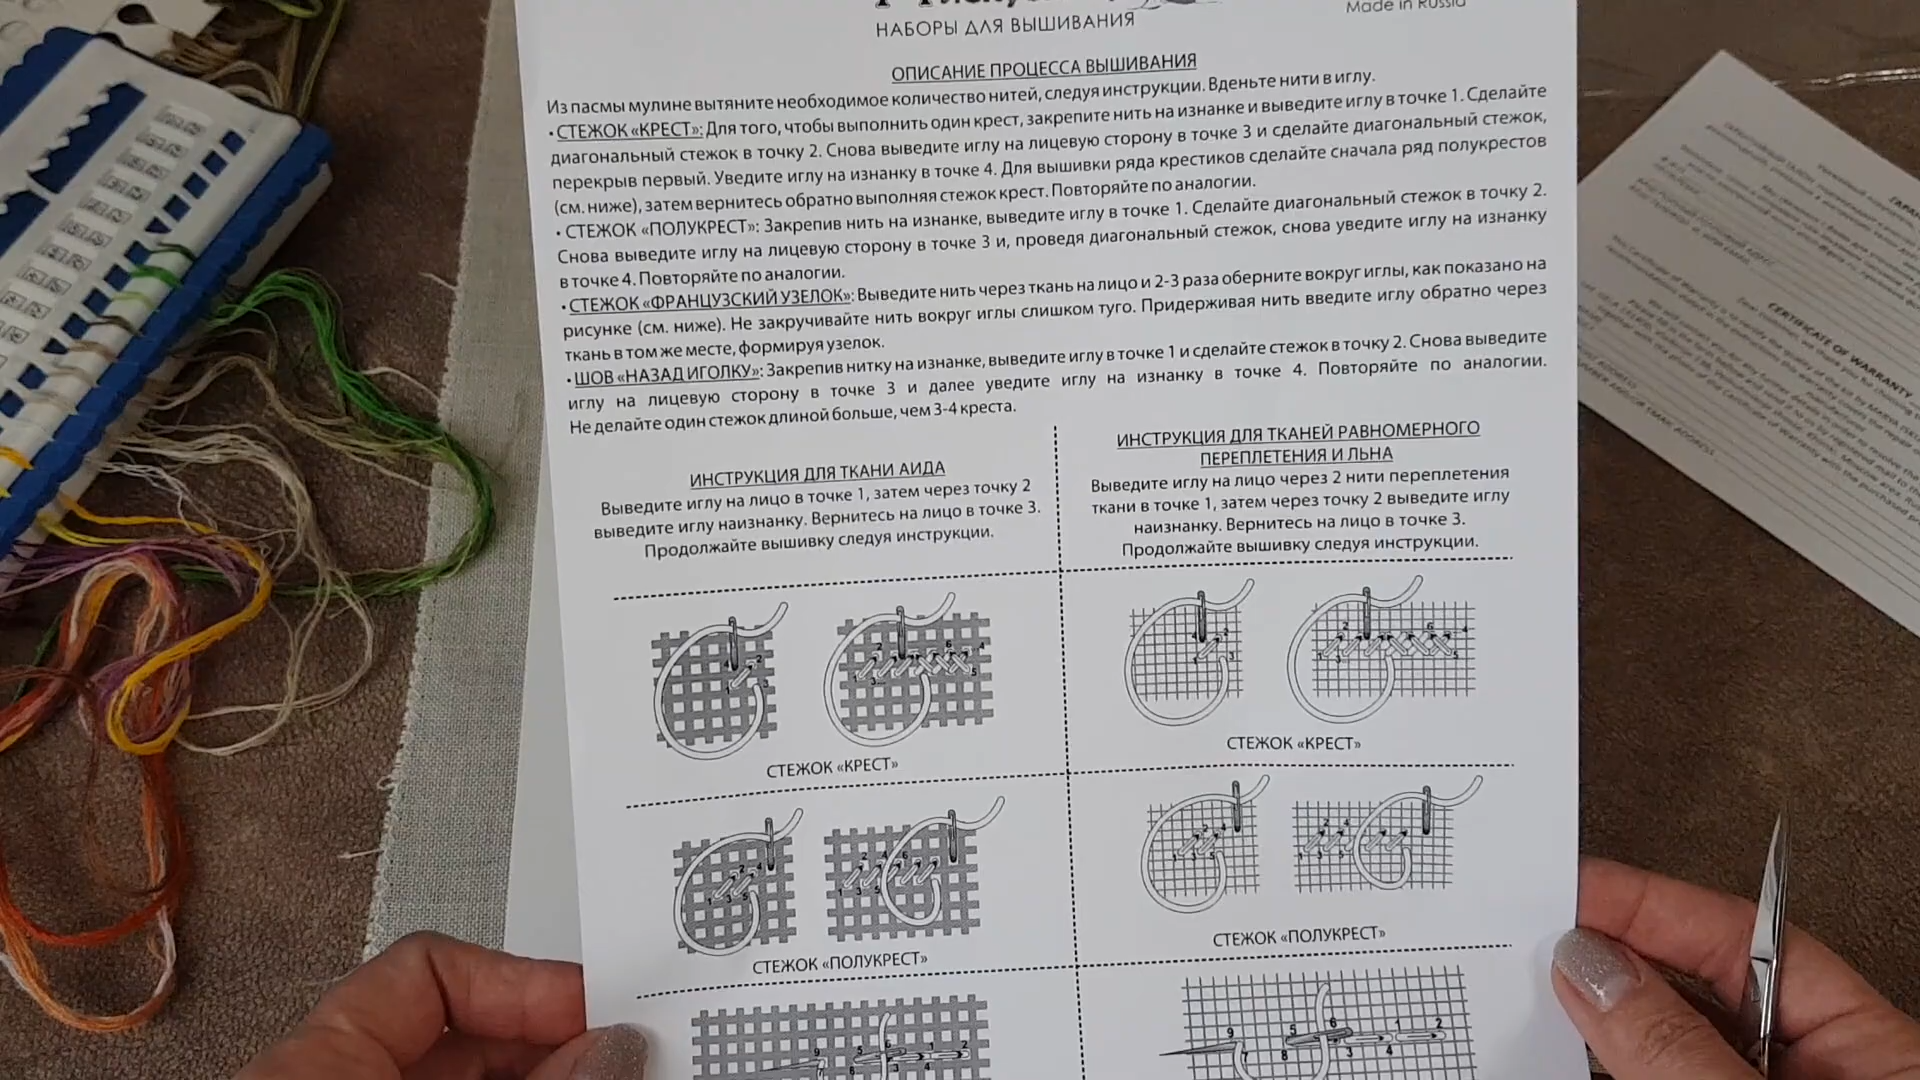 Made in Russia
НАБОРЫ ДЛЯ ВЫШИВАНИЯ
ОПИСАНИЕ ПРОЦЕССА ВЫШИВАНИЯ
Из пасмы мулине вытяните необходимое количество нитей, следуя инструкции. Вденьте нити в иглу.
• СТЕЖОК «КРЕСТ»: Для того, чтобы выполнить один крест, закрепите нить на изнанке и выведите иглу в точке 1. Сделайте
диагональный стежок в точку 2. Снова выведите иглу на лицевую сторону в точке 3 и сделайте диагональный стежок,
перекрыв первый. Уведите иглу на изнанку в точке 4. Для вышивки ряда крестиков сделайте сначала ряд полукрестов
(см. ниже), затем вернитесь обратно выполняя стежок крест. Повторяйте по аналогии.
• СТЕЖОК «ПОЛУКРЕСТ»: Закрепив нить на изнанке, выведите иглу в точке 1. Сделайте диагональный стежок в точку 2.
Снова выведите иглу на лицевую сторону в точке 3 и, проведя диагональный стежок, снова уведите иглу на изнанку
в точке 4. Повторяйте по аналогии.
• СТЕЖОК «ФРАНЦУЗСКИЙ УЗЕЛОК»: Выведите нить через ткань на лицо и 2-3 раза оберните вокруг иглы, как показано на
рисунке (см. ниже). Не закручивайте нить вокруг иглы слишком туго. Придерживая нить введите иглу обратно через
ткань в том же месте, формируя узелок.
• ШОВ «НАЗАД ИГОЛКУ»: Закрепив нитку на изнанке, выведите иглу в точке 1 и сделайте стежок в точку 2. Снова выведите
иглу на лицевую сторону в точке 3 и далее уведите иглу на изнанку в точке 4. Повторяйте по аналогии.
Не делайте один стежок длиной больше, чем 3-4 креста.
ИНСТРУКЦИЯ ДЛЯ ТКАНИ АИДА
Выведите иглу на лицо в точке 1, затем через точку 2
выведите иглу наизнанку. Вернитесь на лицо в точке 3.
Продолжайте вышивку следуя инструкции.
ИНСТРУКЦИЯ ДЛЯ ТКАНЕЙ РАВНОМЕРНОГО
ПЕРЕПЛЕТЕНИЯ И ЛЬНА
Выведите иглу на лицо через 2 нити переплетения
ткани в точке 1, затем через точку 2 выведите иглу
наизнанку. Вернитесь на лицо в точке 3.
Продолжайте вышивку следуя инструкции.
СТЕЖОК «КРЕСТ»
СТЕЖОК «КРЕСТ»
СТЕЖОК «ПОЛУКРЕСТ»
СТЕЖОК «ПОЛУКРЕСТ»
CERTIFICATE OF WARRANTY